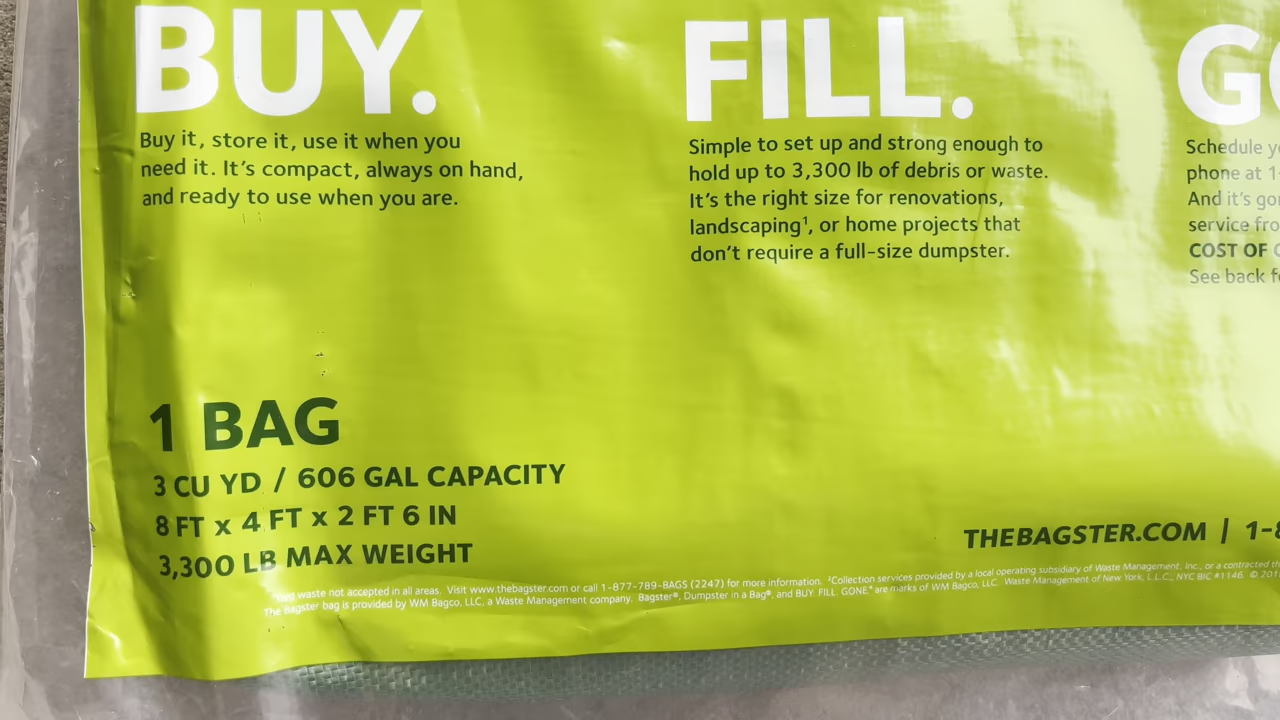 BUY.
Buy it, store it, use it when you
need it. It's compact, always on hand,
and ready to use when you are.
FILL.
Simple to set up and strong enough to
hold up to 3,300 lb of debris or waste.
It's the right size for renovations,
landscaping¹, or home projects that
don't require a full-size dumpster.
Schedule
phone at
And it's
service
COST OF
See back
1 BAG
3 CU YD / 606 GAL CAPACITY
8 FT x 4 FT x 2 FT 6 IN
3,300 LB MAX WEIGHT
THEBAGSTER.COM | 1-8
waste not accepted in all areas. Visit www.thebagster.com or call 1-877-789-BAGS (2247) for more information. ²Collection services provided by a local operating subsidiary of Waste Management, Inc., or a contracted
The Bagster bag is provided by WM Bagco, LLC, a Waste Management company. Bagster®, Dumpster in a Bag®, and BUY. FILL. GONE.® are marks of WM Bagco, LLC. Waste Management of New York, L.L.C., NYC BIC #1146. ©